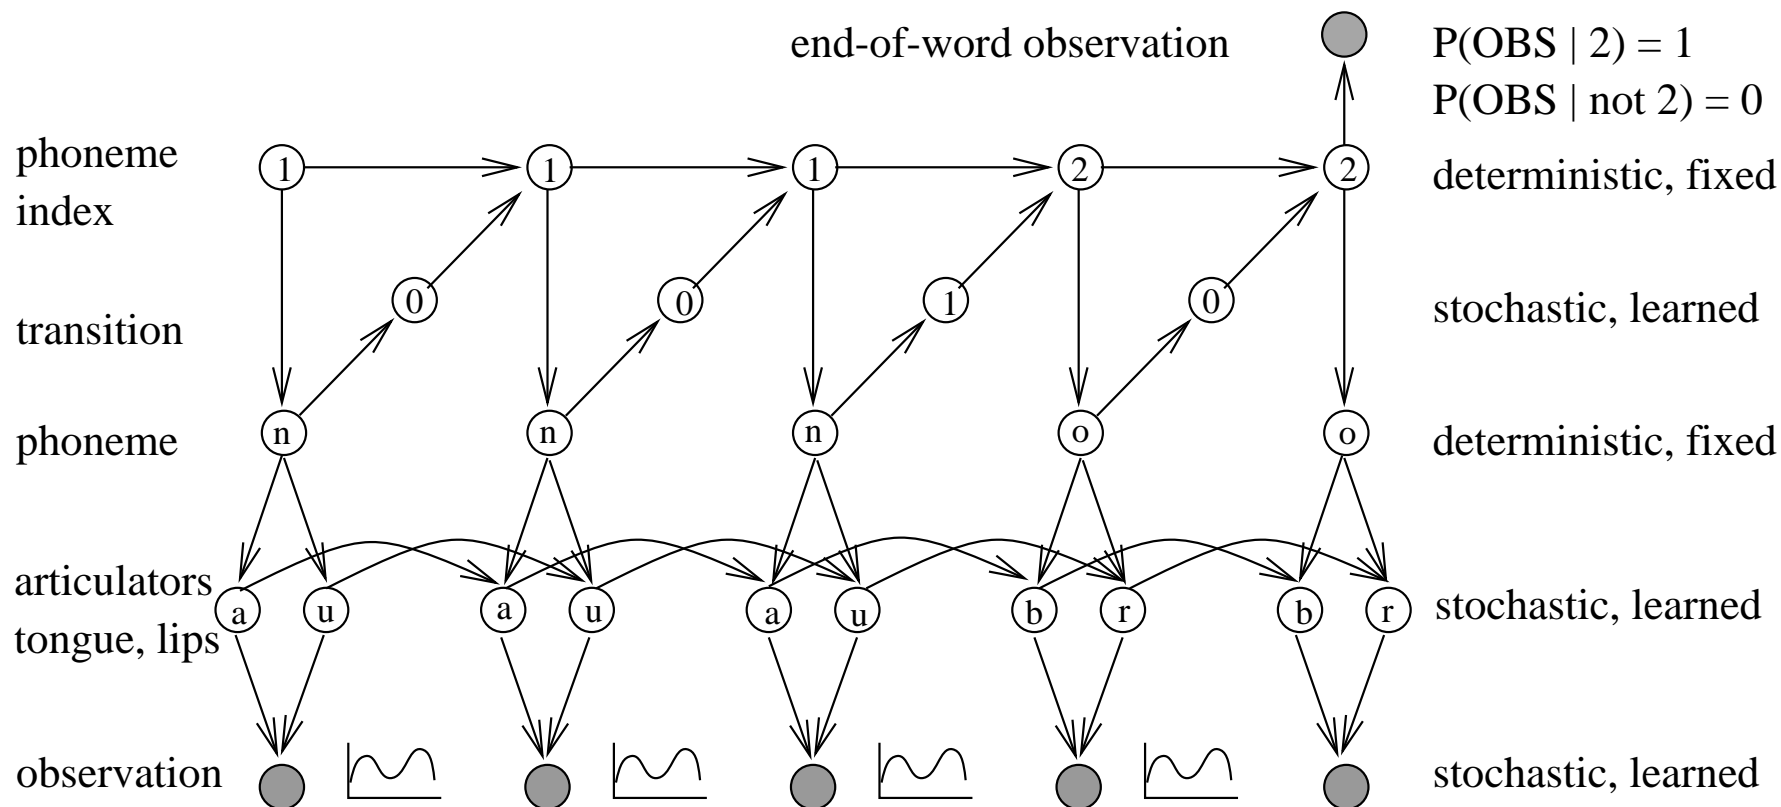 end-of-word observation P(OBS | 2) = 1
P(OBS | not 2) = 0
phoneme index 1 1 1 2 2 deterministic, fixed
transition 0 0 1 0 stochastic, learned
phoneme n n n o o deterministic, fixed
articulators
tongue, lips a u a u a u b r b r stochastic, learned
observation stochastic, learned